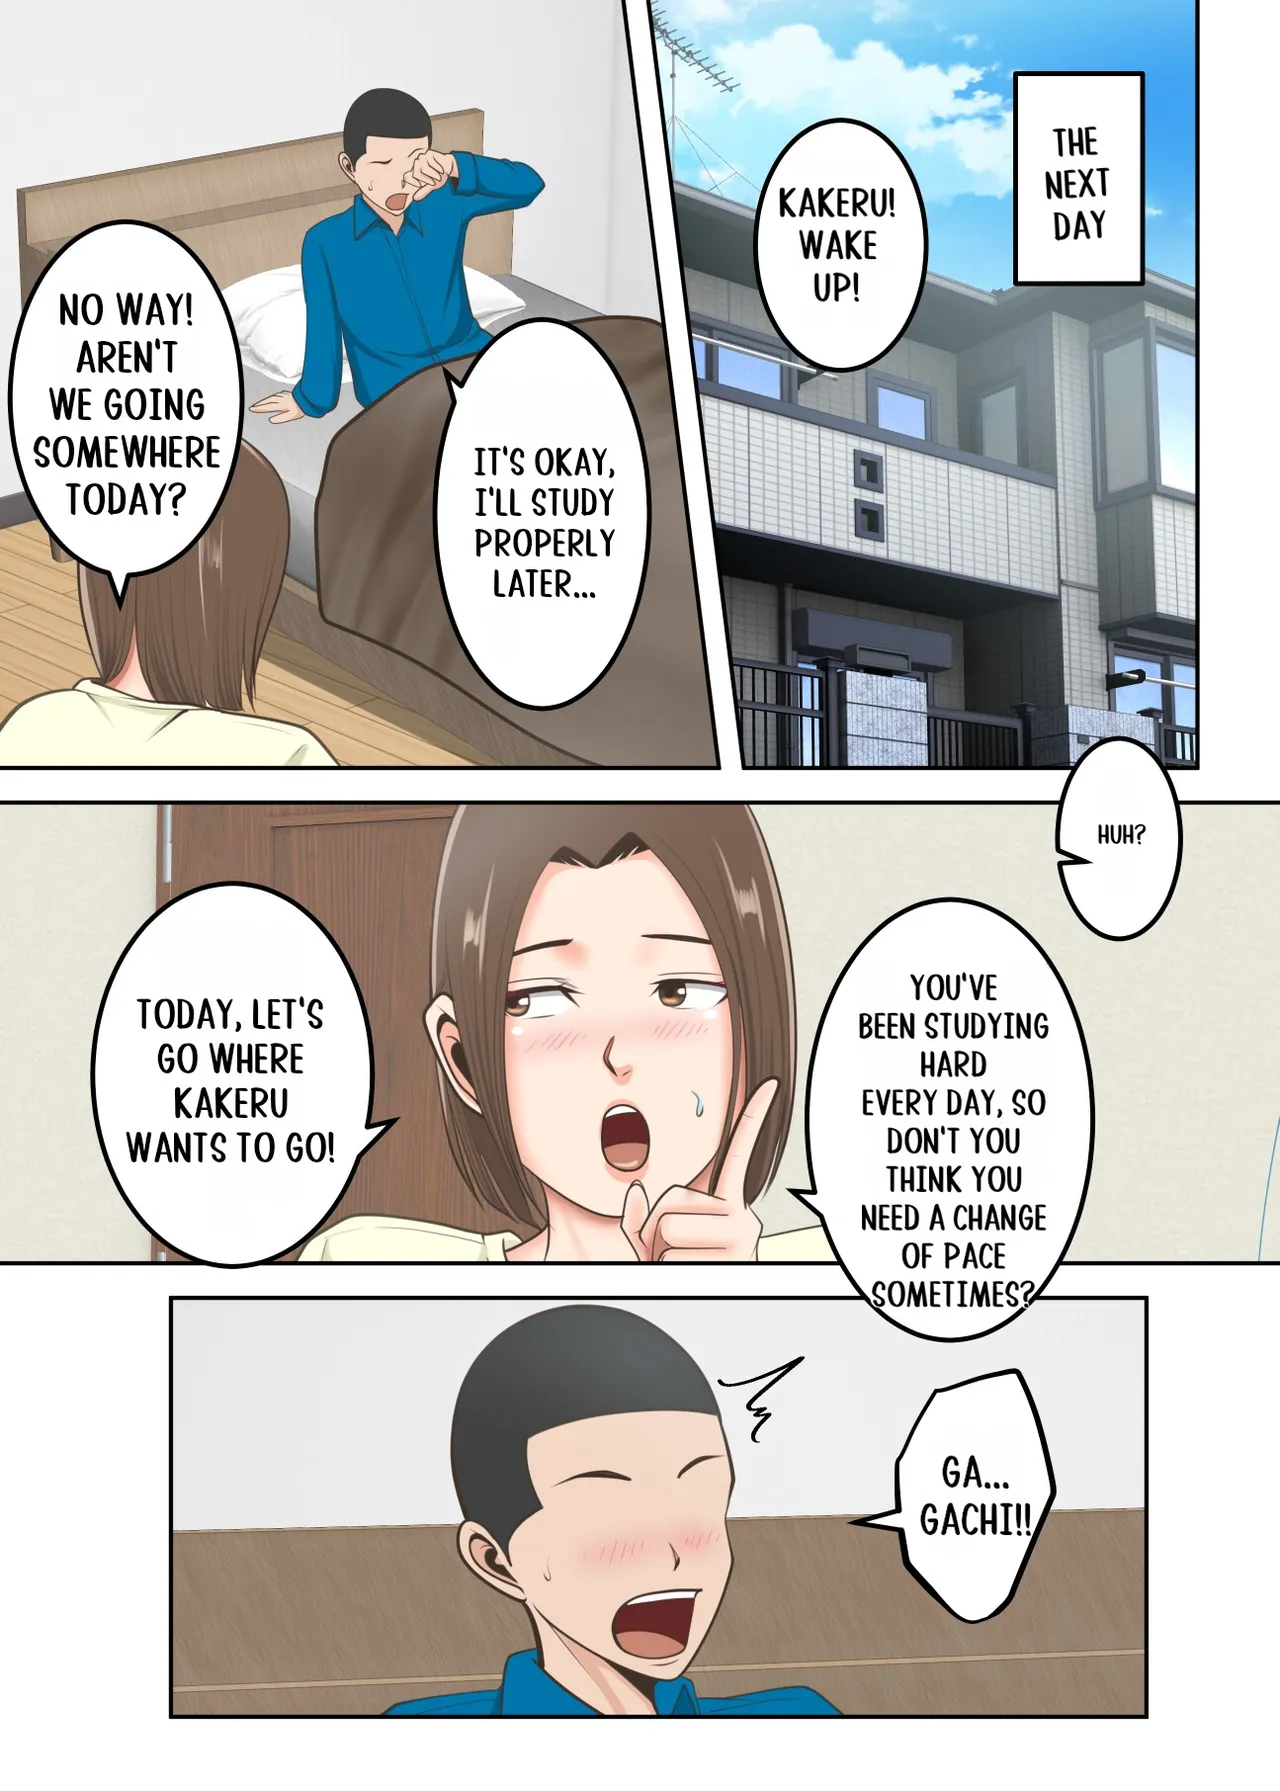 THE
NEXT
DAY
KAKERU!
WAKE
UP!
IT'S OKAY,
I'LL STUDY
PROPERLY
LATER...
NO WAY!
AREN'T
WE GOING
SOMEWHERE
TODAY?
HUH?
YOU'VE
BEEN STUDYING
HARD
EVERY DAY, SO
DON'T YOU
THINK YOU
NEED A CHANGE
OF PACE
SOMETIMES?
TODAY, LET'S
GO WHERE
KAKERU
WANTS TO GO!
GA...
GACHI!!